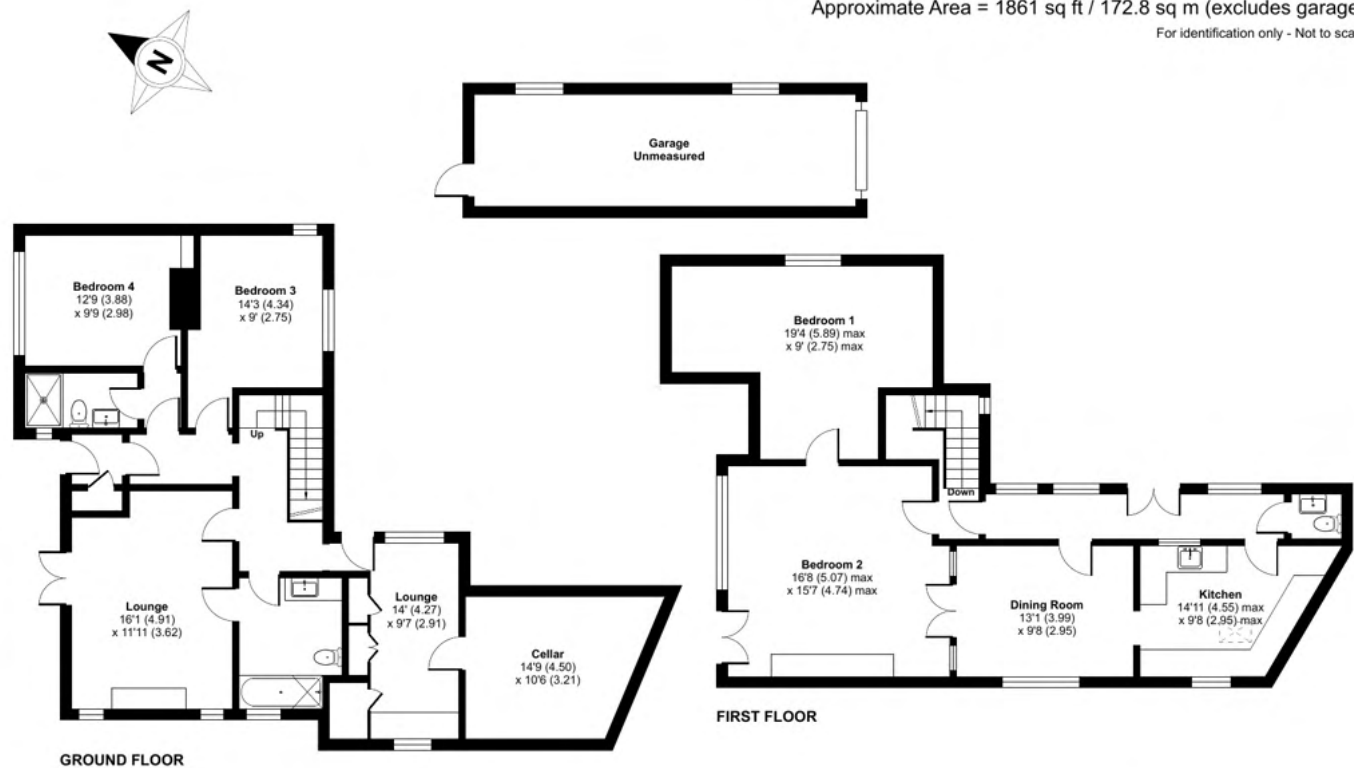 Approximate Area = 1861 sq ft / 172.8 sq m (excludes garage
For identification only - Not to sca
N
Garage
Unmeasured
Bedroom 4
12'9 (3.88)
x 9'9 (2.98)
Bedroom 3
14'3 (4.34)
x 9' (2.75)
Up
Lounge
16'1 (4.91)
x 11'11 (3.62)
Lounge
14' (4.27)
x 9'7 (2.91)
Cellar
14'9 (4.50)
x 10'6 (3.21)
GROUND FLOOR
Bedroom 1
19'4 (5.89) max
x 9' (2.75) max
Down
Bedroom 2
16'8 (5.07) max
x 15'7 (4.74) max
Dining Room
13'1 (3.99)
x 9'8 (2.95)
Kitchen
14'11 (4.55) max
x 9'8 (2.95) max
FIRST FLOOR